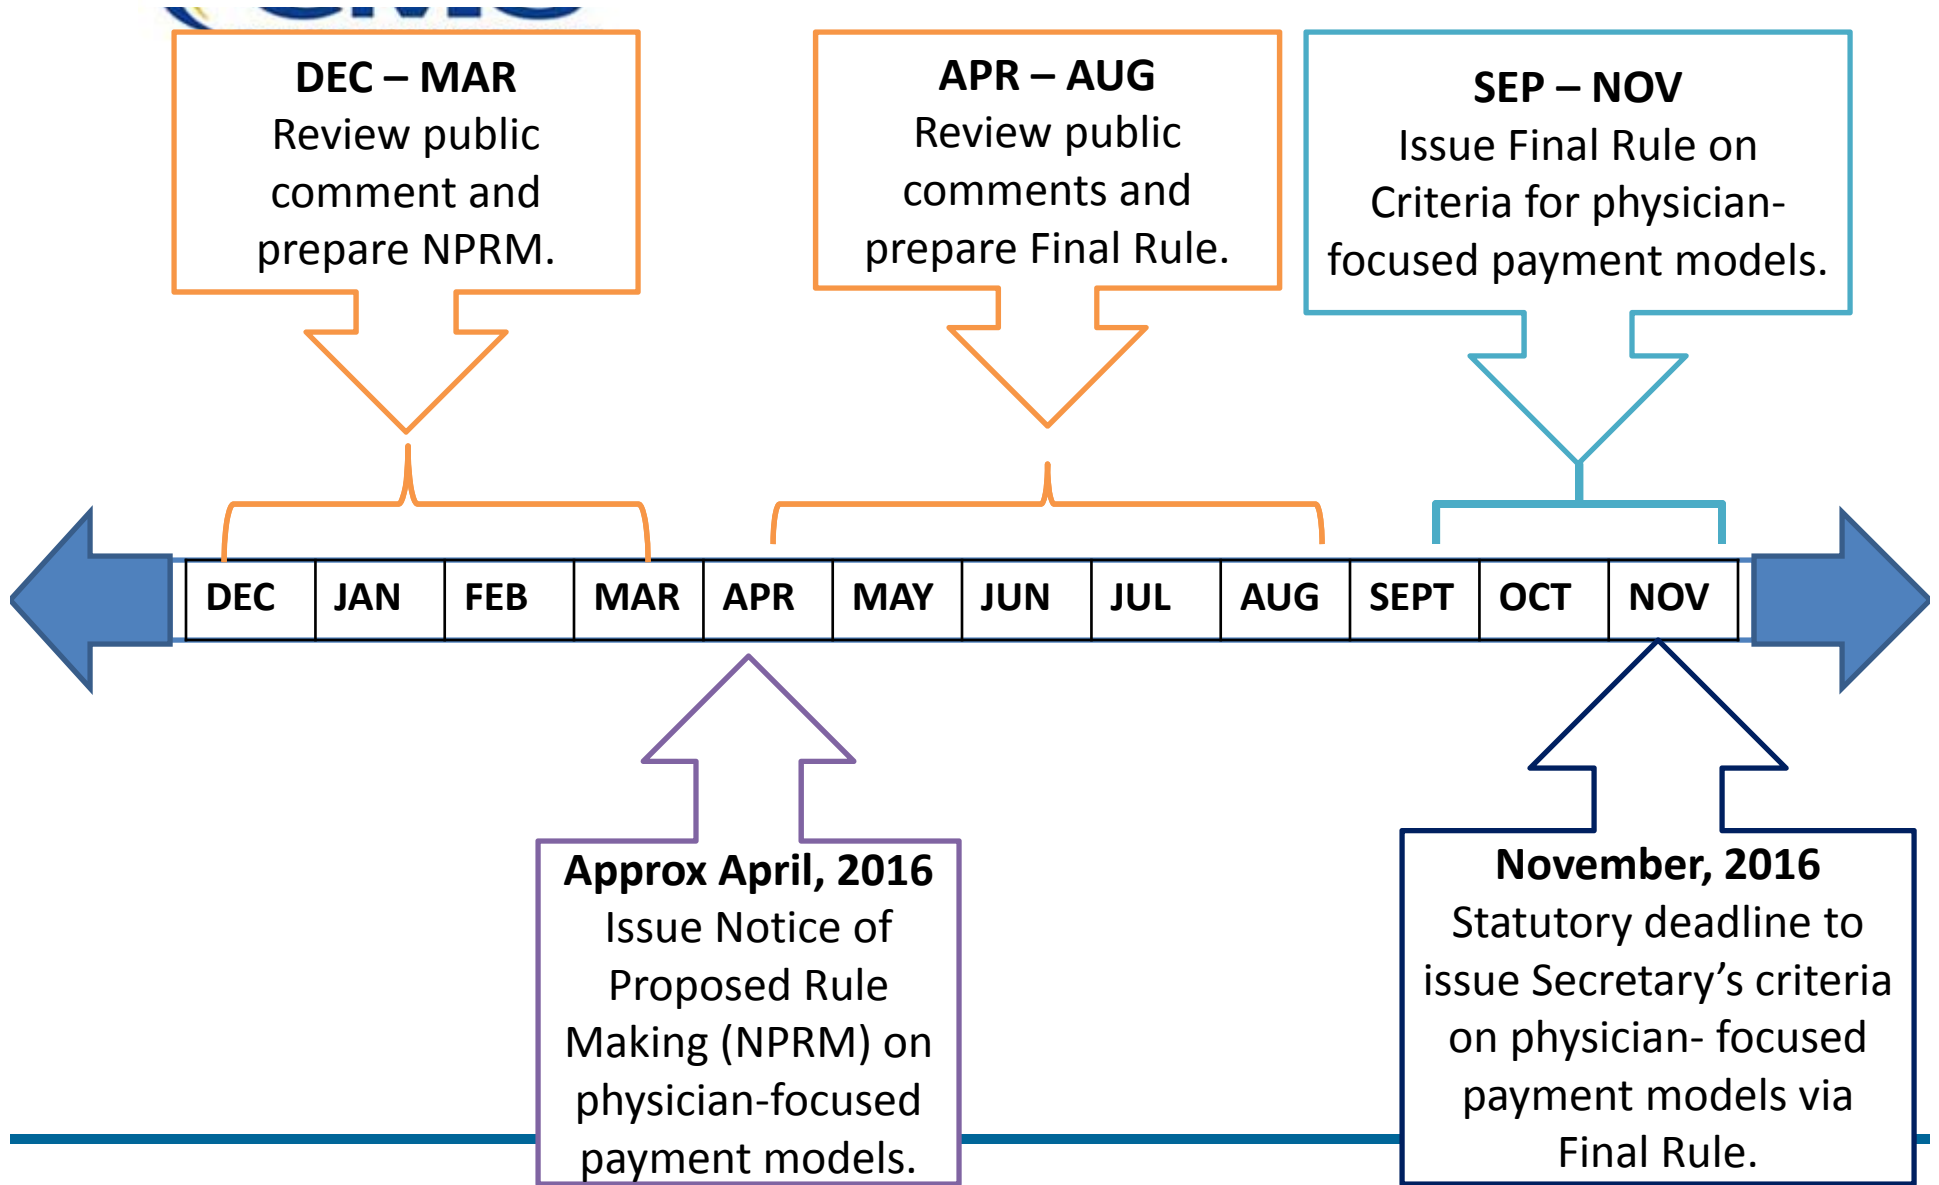 DEC – MAR
Review public
comment and
prepare NPRM.
APR – AUG
Review public
comments and
prepare Final Rule.
SEP – NOV
Issue Final Rule on
Criteria for physician-
focused payment models.
DEC JAN FEB MAR APR MAY JUN JUL AUG SEPT OCT NOV
Approx April, 2016
Issue Notice of
Proposed Rule
Making (NPRM) on
physician-focused
payment models.
November, 2016
Statutory deadline to
issue Secretary’s criteria
on physician- focused
payment models via
Final Rule.